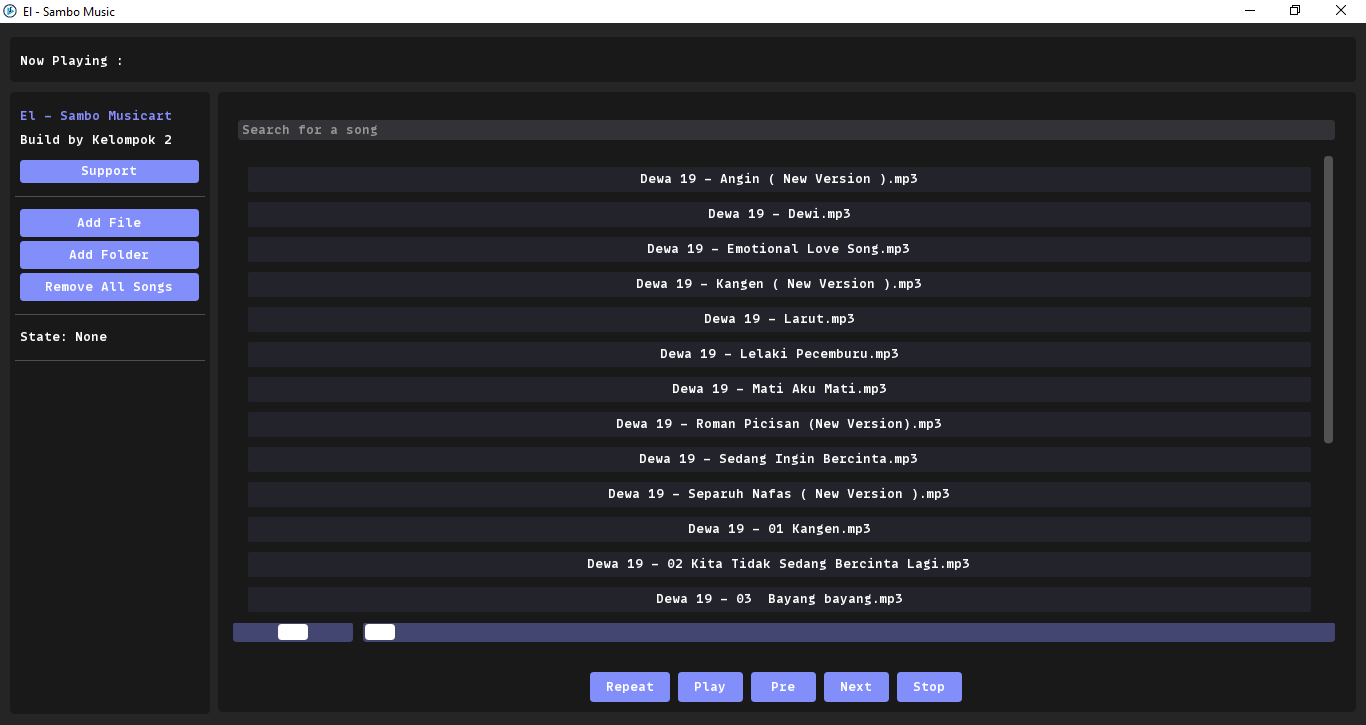 El - Sambo Music
Now Playing :
El - Sambo Musicart
Build by Kelompok 2
Support
Add File
Add Folder
Remove All Songs
State: None
Search for a song
Dewa 19 - Angin ( New Version ).mp3
Dewa 19 - Dewi.mp3
Dewa 19 - Emotional Love Song.mp3
Dewa 19 - Kangen ( New Version ).mp3
Dewa 19 - Larut.mp3
Dewa 19 - Lelaki Pecemburu.mp3
Dewa 19 - Mati Aku Mati.mp3
Dewa 19 - Roman Picisan (New Version).mp3
Dewa 19 - Sedang Ingin Bercinta.mp3
Dewa 19 - Separuh Nafas ( New Version ).mp3
Dewa 19 - 01 Kangen.mp3
Dewa 19 - 02 Kita Tidak Sedang Bercinta Lagi.mp3
Dewa 19 - 03  Bayang bayang.mp3
Repeat
Play
Pre
Next
Stop